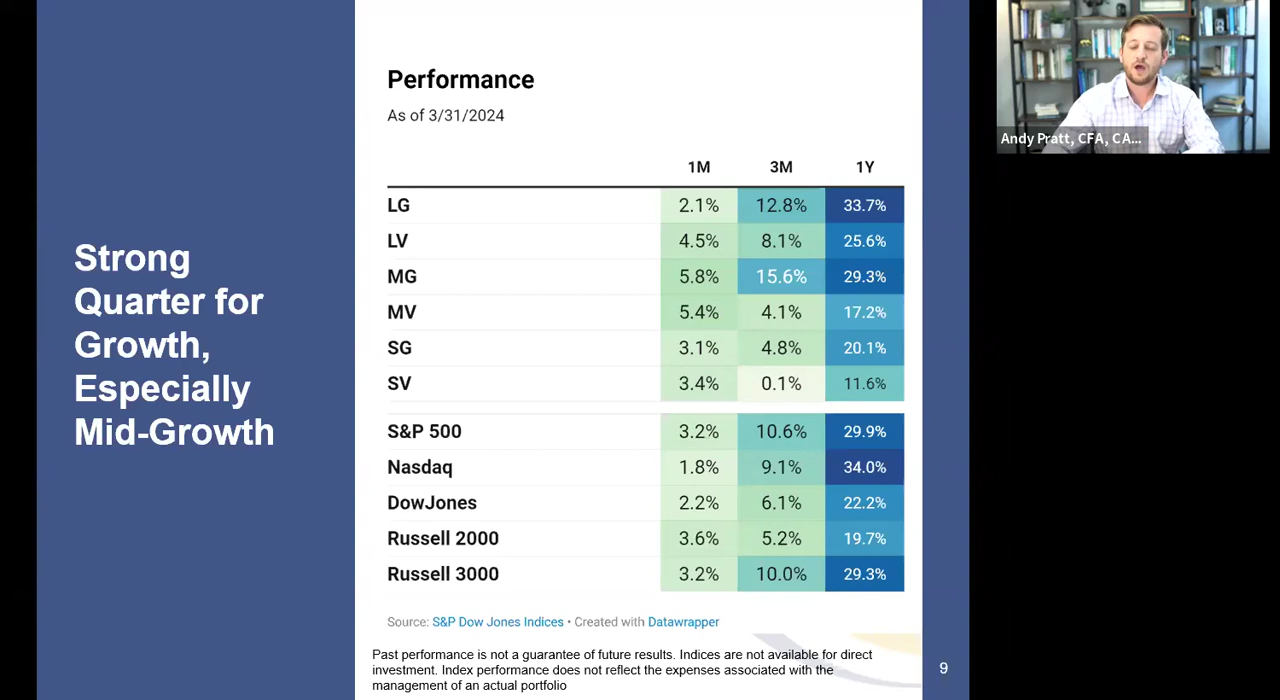 Strong
Quarter for
Growth,
Especially
Mid-Growth
Performance
As of 3/31/2024
1M 3M 1Y
LG 2.1% 12.8% 33.7%
LV 4.5% 8.1% 25.6%
MG 5.8% 15.6% 29.3%
MV 5.4% 4.1% 17.2%
SG 3.1% 4.8% 20.1%
SV 3.4% 0.1% 11.6%
S&P 500 3.2% 10.6% 29.9%
Nasdaq 1.8% 9.1% 34.0%
DowJones 2.2% 6.1% 22.2%
Russell 2000 3.6% 5.2% 19.7%
Russell 3000 3.2% 10.0% 29.3%
Source: S&P Dow Jones Indices • Created with Datawrapper
Past performance is not a guarantee of future results. Indices are not available for direct
investment. Index performance does not reflect the expenses associated with the
management of an actual portfolio
9
Andy Pratt, CFA, CA...